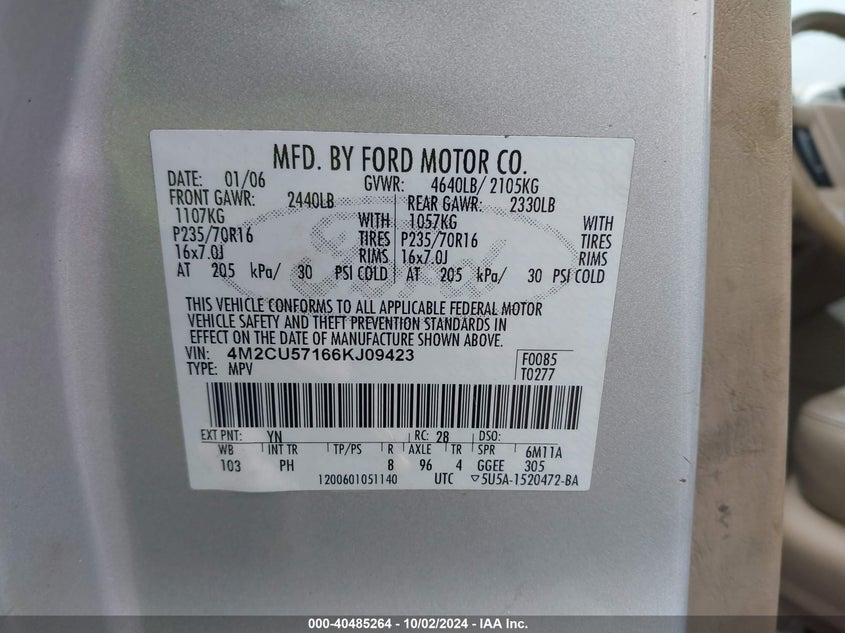 MFD. BY FORD MOTOR CO.
DATE: 01/06 GVWR: 4640LB/ 2105KG
FRONT GAWR: 2440LB REAR GAWR: 2330LB
1107KG WITH 1057KG WITH
P235/70R16 TIRES P235/70R16 TIRES
16x7.0J RIMS 16x7.0J RIMS
AT 205 kPa/ 30 PSI COLD AT 205 kPa/ 30 PSI COLD
Ford
THIS VEHICLE CONFORMS TO ALL APPLICABLE FEDERAL MOTOR
VEHICLE SAFETY AND THEFT PREVENTION STANDARDS IN
EFFECT ON THE DATE OF MANUFACTURE SHOWN ABOVE.
VIN: 4M2CU57166KJ09423 F0085
TYPE: MPV T0277
EXT PNT: YN RC: 28 DSO:
WB INT TR TP/PS R AXLE TR SPR 6M11A
103 PH 8 96 4 GGEE 305
1200601051140 UTC ▽5U5A-1520472-BA
000-40485264 - 10/02/2024 - IAA Inc.